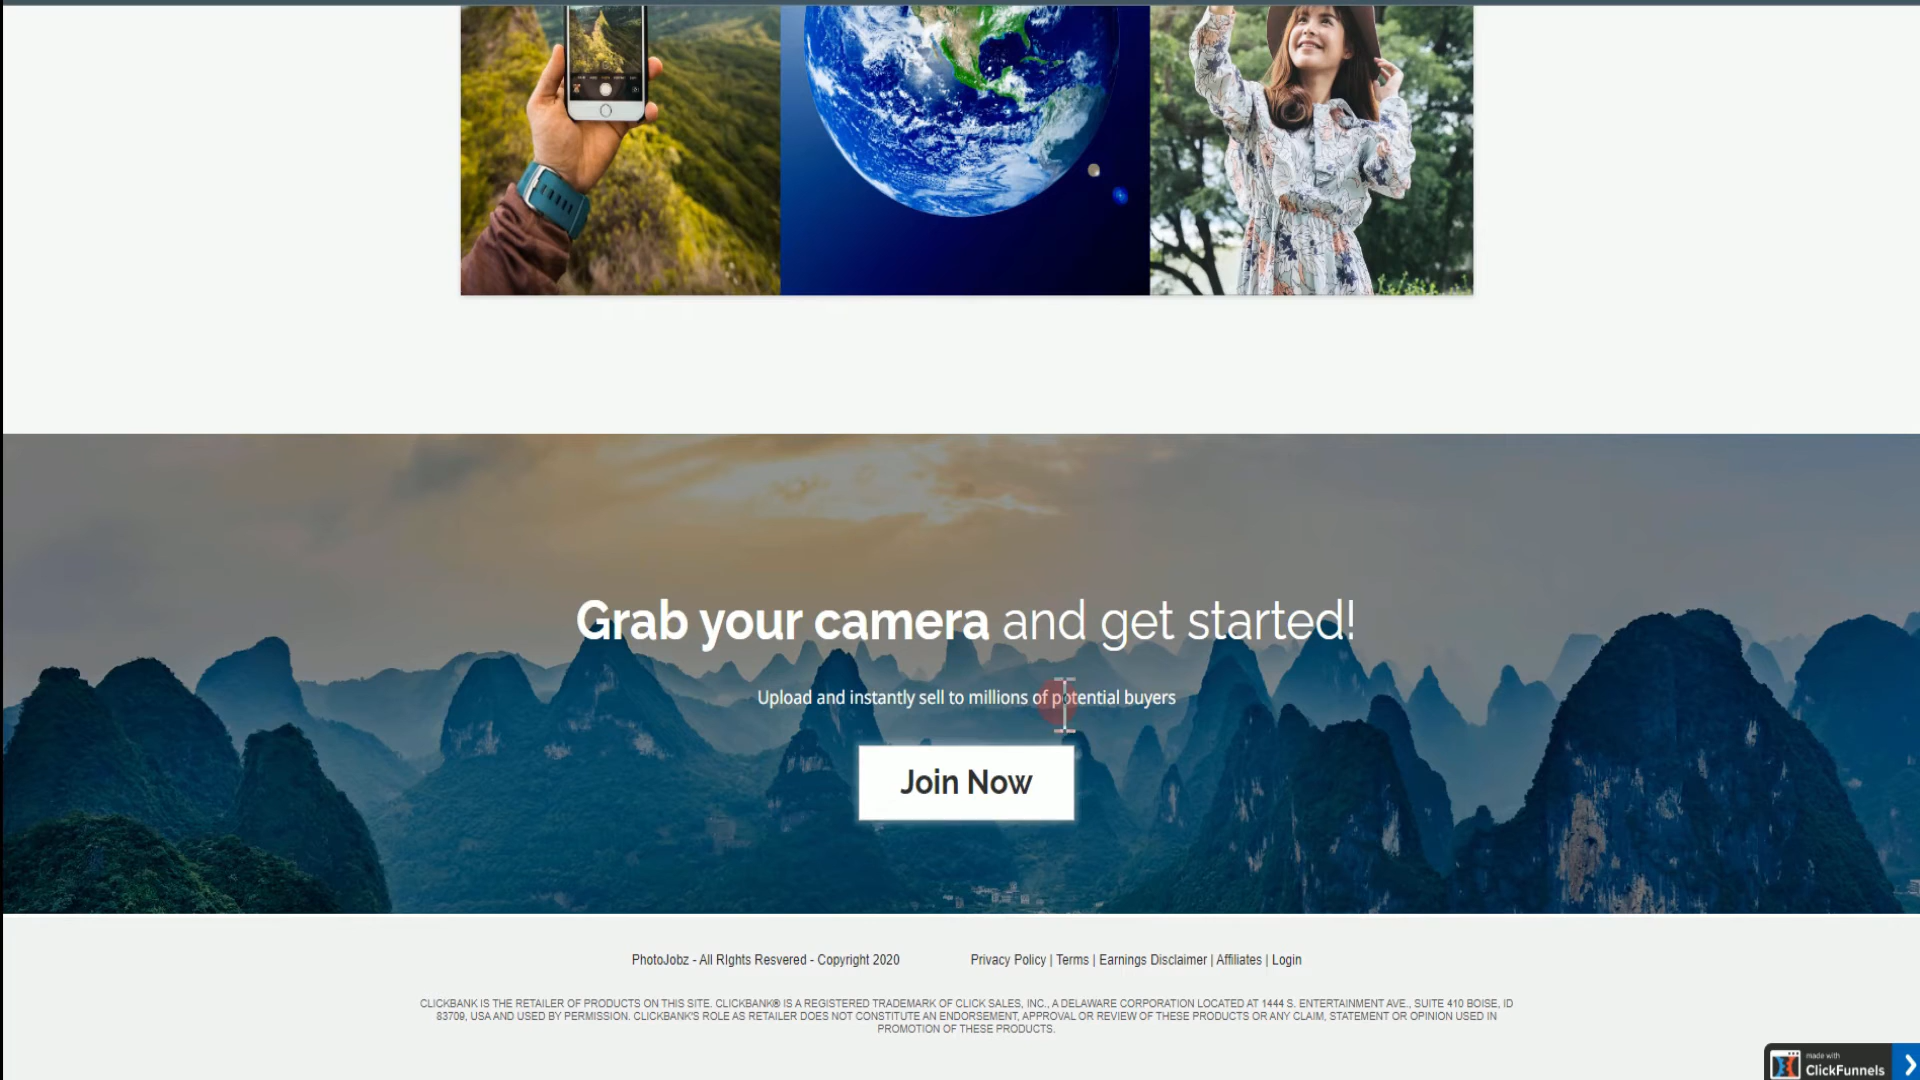 Grab your camera and get started!
Upload and instantly sell to millions of potential buyers
Join Now
PhotoJobz - All RIghts Resvered - Copyright 2020
Privacy Policy | Terms | Earnings Disclaimer | Affiliates | Login
CLICKBANK IS THE RETAILER OF PRODUCTS ON THIS SITE. CLICKBANK® IS A REGISTERED TRADEMARK OF CLICK SALES, INC., A DELAWARE CORPORATION LOCATED AT 1444 S. ENTERTAINMENT AVE., SUITE 410 BOISE, ID
83709, USA AND USED BY PERMISSION. CLICKBANK'S ROLE AS RETAILER DOES NOT CONSTITUTE AN ENDORSEMENT, APPROVAL OR REVIEW OF THESE PRODUCTS OR ANY CLAIM, STATEMENT OR OPINION USED IN
PROMOTION OF THESE PRODUCTS.
made with
ClickFunnels